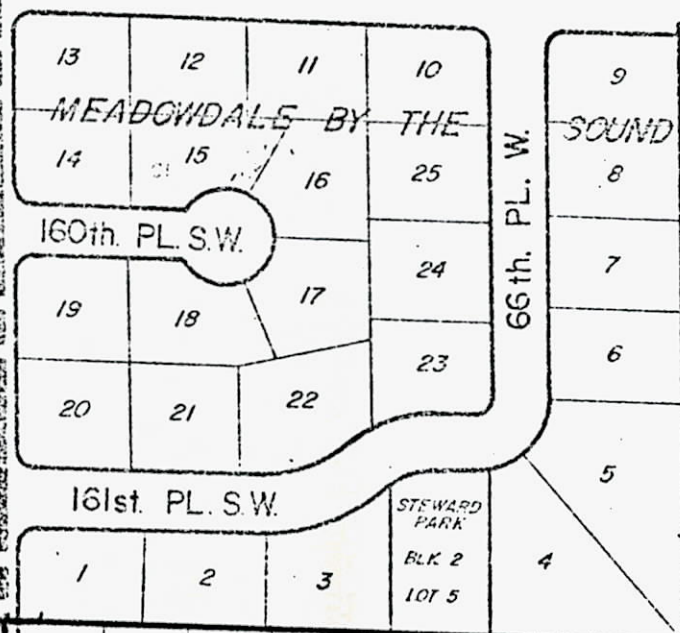 13 12 11 10 9
MEADOWDALE BY THE SOUND
14 15 16 25 8
160th. PL. S.W.
66th. PL. W.
24 7
19 18 17
23 6
20 21 22
5
161st. PL. S.W.
STEWARD
PARK
BLK 2
LOT 5
1 2 3 4